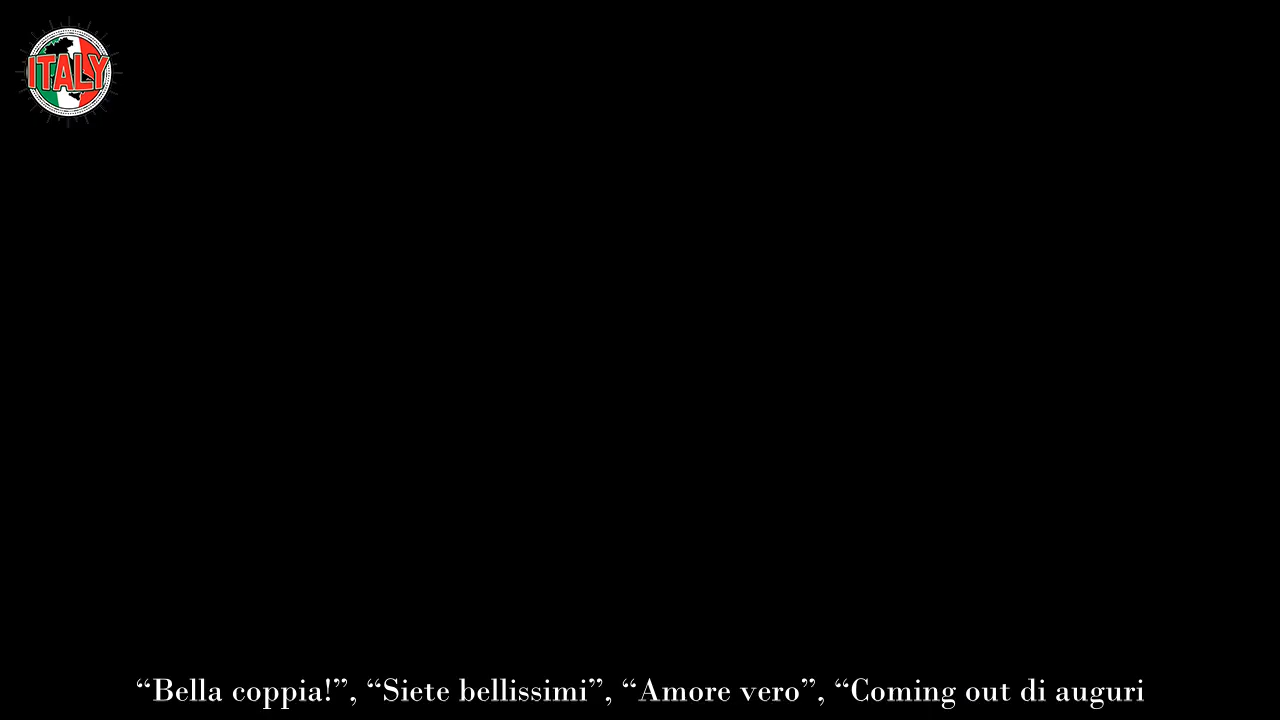 ITALY
“Bella coppia!”, “Siete bellissimi”, “Amore vero”, “Coming out di auguri